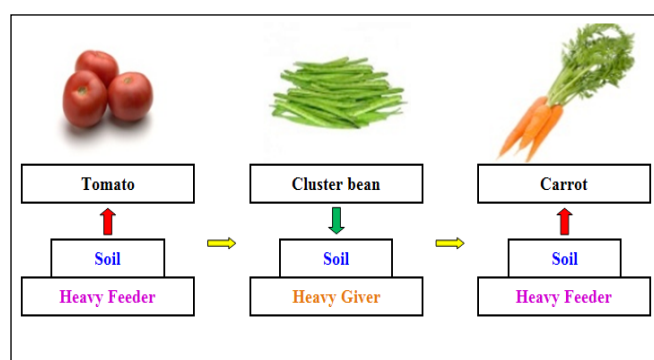 Tomato
Cluster bean
Carrot
Soil
Soil
Soil
Heavy Feeder
Heavy Giver
Heavy Feeder